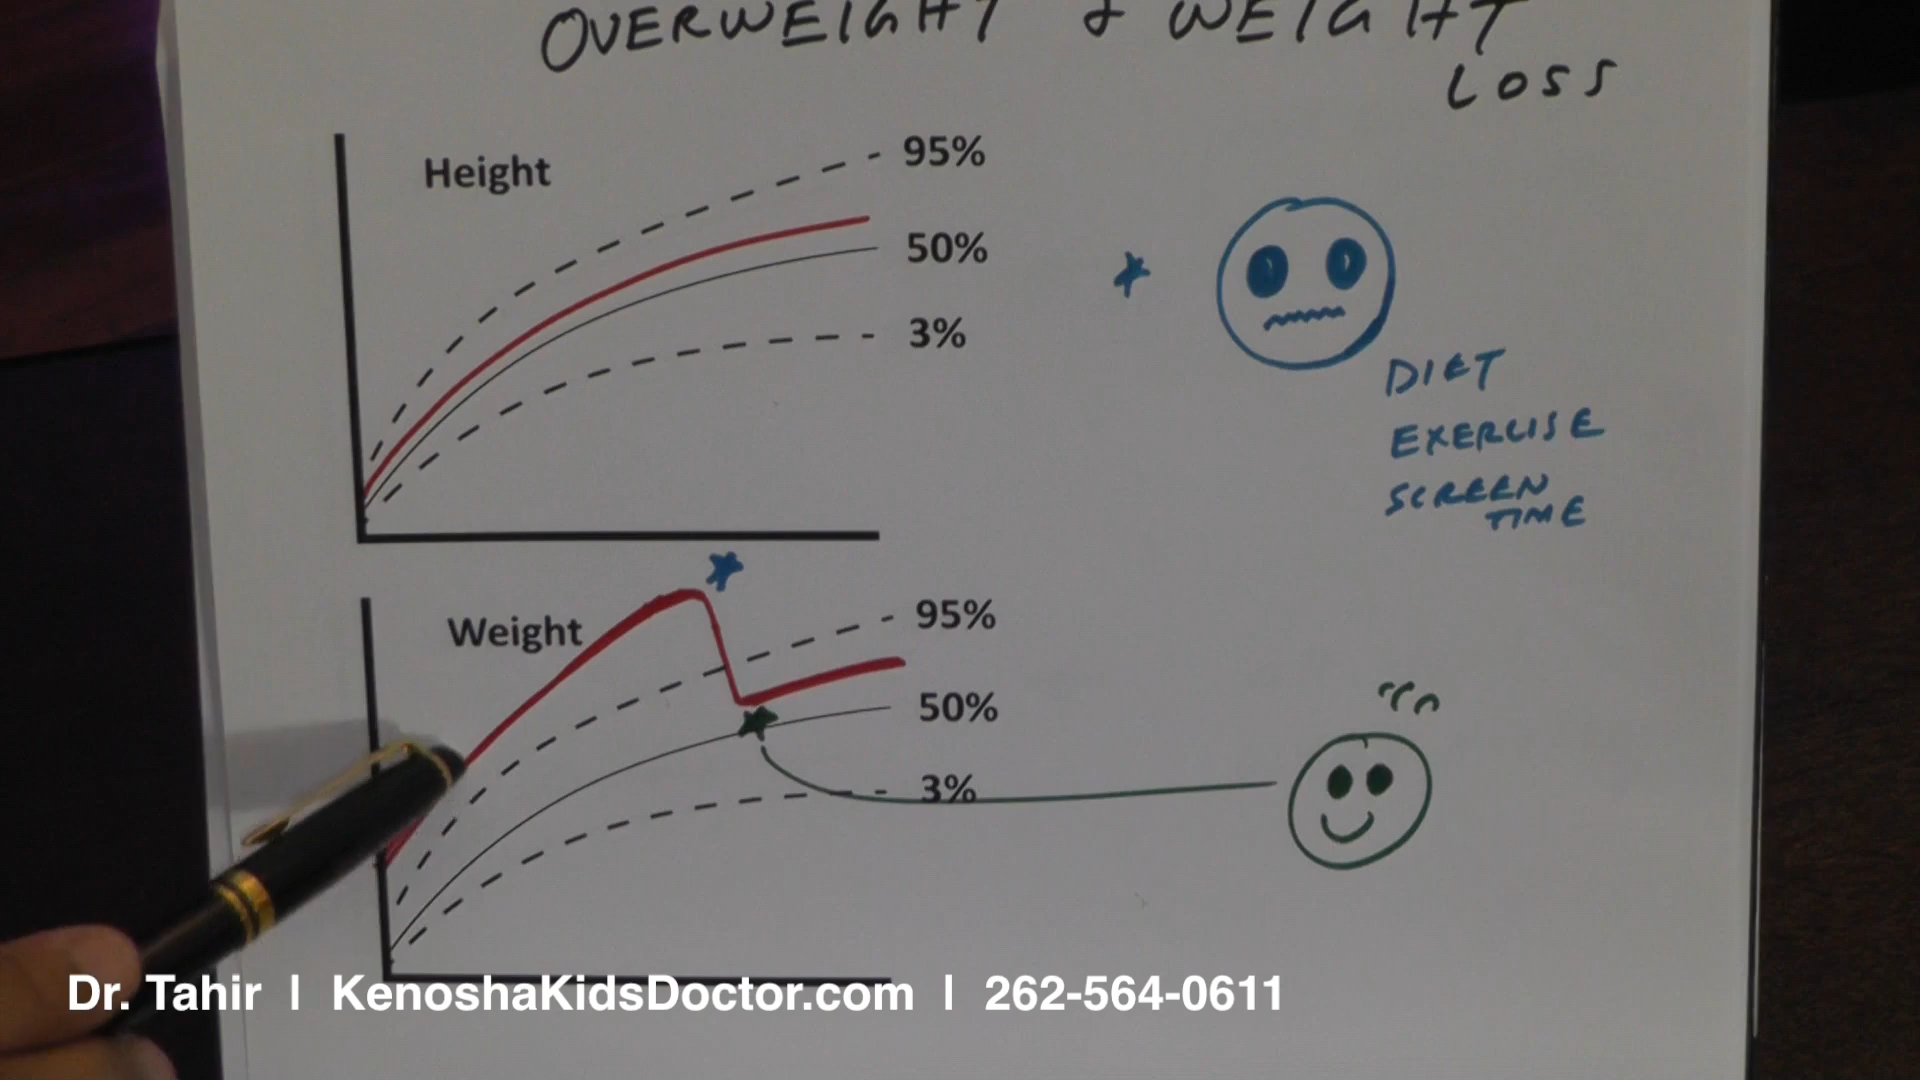 OVERWEIGHT & WEIGHT
LOSS
Height
95%
50%
3%
DIET
EXERCISE
SCREEN
TIME
Weight
95%
50%
3%
Dr. Tahir | KenoshaKidsDoctor.com | 262-564-0611